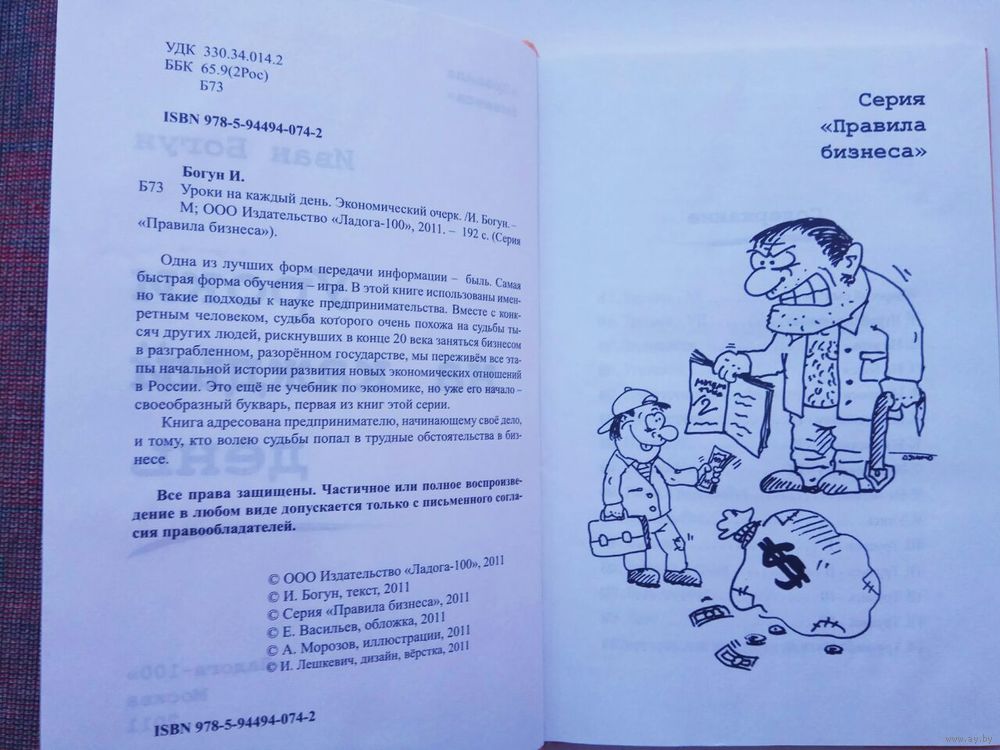 УДК 330.34.014.2
ББК 65.9(2Рос)
Б73
ISBN 978-5-94494-074-2
Богун И.
Б73 Уроки на каждый день. Экономический очерк. /И. Богун. –
М; ООО Издательство «Ладога-100», 2011. – 192 с. (Серия
«Правила бизнеса»).
Одна из лучших форм передачи информации – быль. Самая
быстрая форма обучения – игра. В этой книге использованы имен-
но такие подходы к науке предпринимательства. Вместе с конк-
ретным человеком, судьба которого очень похожа на судьбы ты-
сяч других людей, рискнувших в конце 20 века заняться бизнесом
в разграбленном, разорённом государстве, мы переживём все эта-
пы начальной истории развития новых экономических отношений
в России. Это ещё не учебник по экономике, но уже его начало –
своеобразный букварь, первая из книг этой серии.
Книга адресована предпринимателю, начинающему своё дело,
и тому, кто волею судьбы попал в трудные обстоятельства в биз-
несе.
Все права защищены. Частичное или полное воспроизве-
дение в любом виде допускается только с письменного согла-
сия правообладателей.
© ООО Издательство «Ладога-100», 2011
© И. Богун, текст, 2011
© Серия «Правила бизнеса», 2011
© Е. Васильев, обложка, 2011
© А. Морозов, иллюстрации, 2011
© И. Лешкевич, дизайн, вёрстка, 2011
ISBN 978-5-94494-074-2
Серия
«Правила
бизнеса»
2
$
www.ay.by